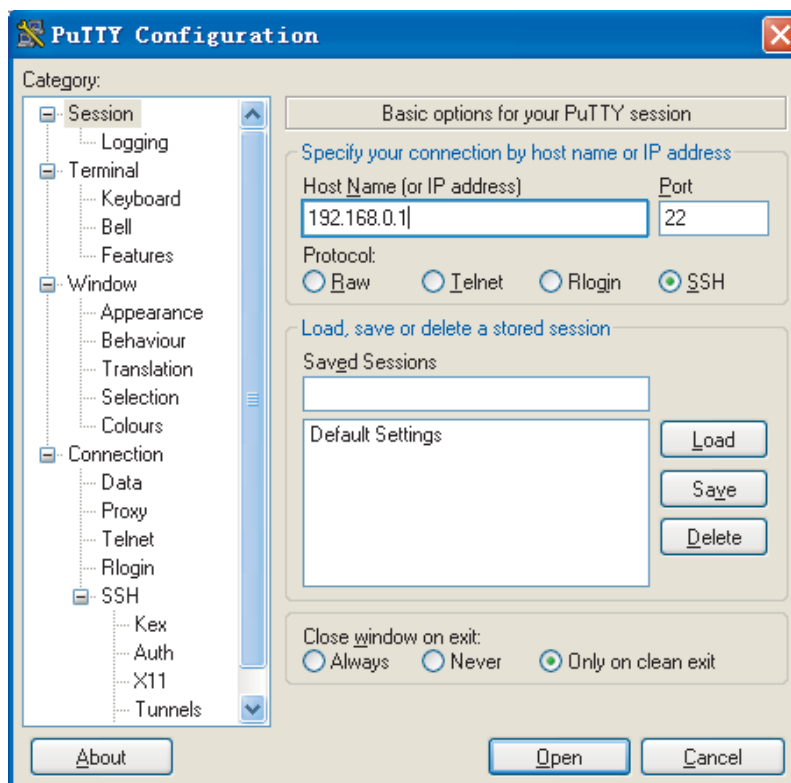 PuTTY Configuration
Category:
Session
Logging
Terminal
Keyboard
Bell
Features
Window
Appearance
Behaviour
Translation
Selection
Colours
Connection
Data
Proxy
Telnet
Rlogin
SSH
Kex
Auth
X11
Tunnels
Basic options for your PuTTY session
Specify your connection by host name or IP address
Host Name (or IP address) Port
192.168.0.1 22
Protocol:
Raw Telnet Rlogin SSH
Load, save or delete a stored session
Saved Sessions
Default Settings
Load
Save
Delete
Close window on exit:
Always Never Only on clean exit
About Open Cancel